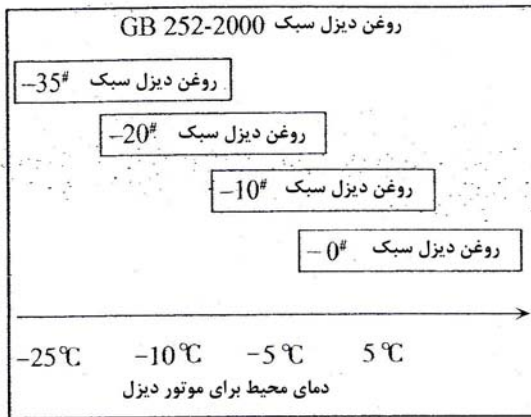 روغن دیزل سبک GB 252-2000
روغن دیزل سبک −35#
روغن دیزل سبک −20#
روغن دیزل سبک −10#
روغن دیزل سبک − 0#
−25℃ −10℃ −5℃ 5℃
دمای محیط برای موتور دیزل